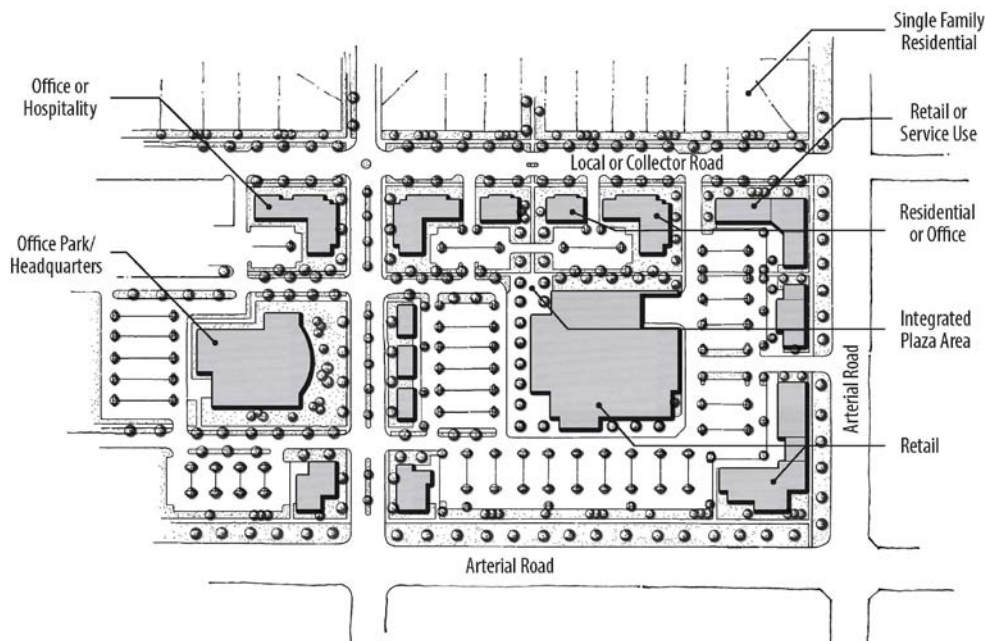 Single Family
Residential
Office or
Hospitality
Retail or
Service Use
Local or Collector Road
Residential
or Office
Office Park/
Headquarters
Integrated
Plaza Area
Arterial Road
Retail
Arterial Road